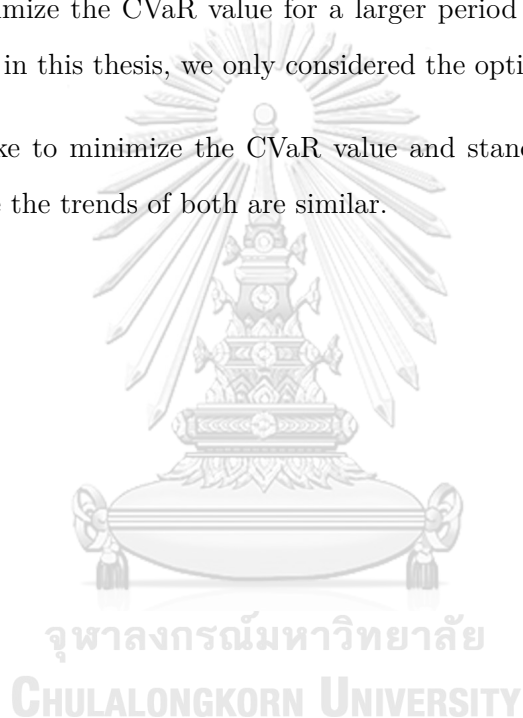 imize the CVaR value for a larger period
in this thesis, we only considered the opti
ke to minimize the CVaR value and stand
e the trends of both are similar.
จุฬาลงกรณ์มหาวิทยาลัย
CHULALONGKORN UNIVERSITY